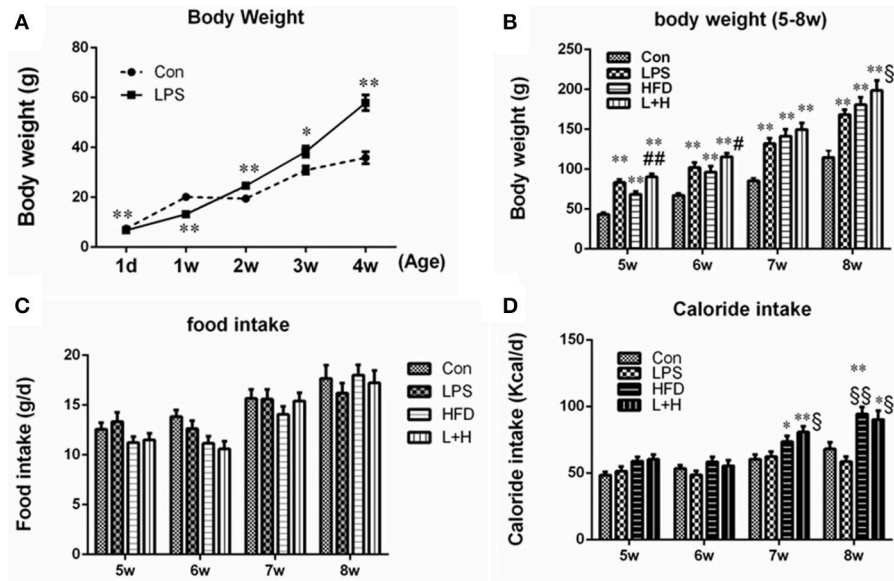 A
Body Weight
Body weight (g)
80
60
40
20
0
Con
LPS
**
**
**
*
**
1d 1w 2w 3w 4w (Age)
B
body weight (5-8w)
Body weight (g)
250
200
150
100
50
0
Con
LPS
HFD
L+H
** ** ** ##
** ** ** #
** ** **
** ** ** §
5w 6w 7w 8w
C
food intake
Food intake (g/d)
20
15
10
5
0
Con
LPS
HFD
L+H
5w 6w 7w 8w
D
Caloride intake
Caloride intake (Kcal/d)
150
100
50
0
Con
LPS
HFD
L+H
* ** §
** §§ * §
5w 6w 7w 8w